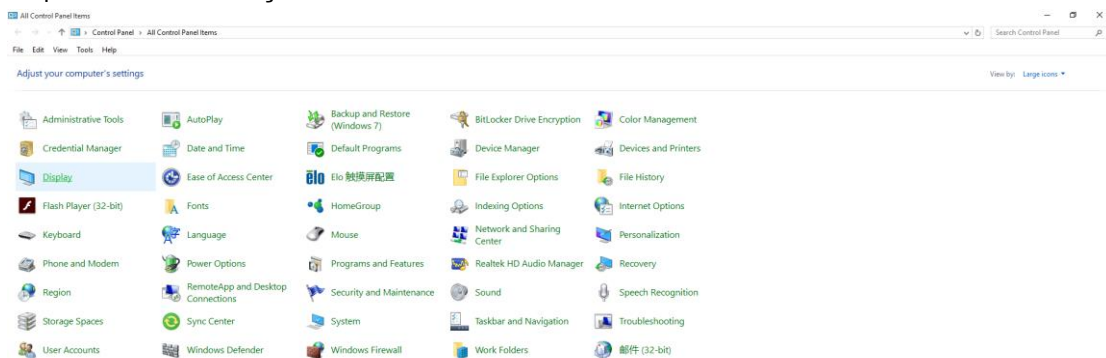 All Control Panel Items
Control Panel > All Control Panel Items
Search Control Panel
File Edit View Tools Help
Adjust your computer's settings
View by: Large icons
Administrative Tools
AutoPlay
Backup and Restore
(Windows 7)
BitLocker Drive Encryption
Color Management
Credential Manager
Date and Time
Default Programs
Device Manager
Devices and Printers
Display
Ease of Access Center
elo Elo 触摸屏配置
File Explorer Options
File History
Flash Player (32-bit)
Fonts
HomeGroup
Indexing Options
Internet Options
Keyboard
Language
Mouse
Network and Sharing
Center
Personalization
Phone and Modem
Power Options
Programs and Features
Realtek HD Audio Manager
Recovery
Region
RemoteApp and Desktop
Connections
Security and Maintenance
Sound
Speech Recognition
Storage Spaces
Sync Center
System
Taskbar and Navigation
Troubleshooting
User Accounts
Windows Defender
Windows Firewall
Work Folders
邮件 (32-bit)